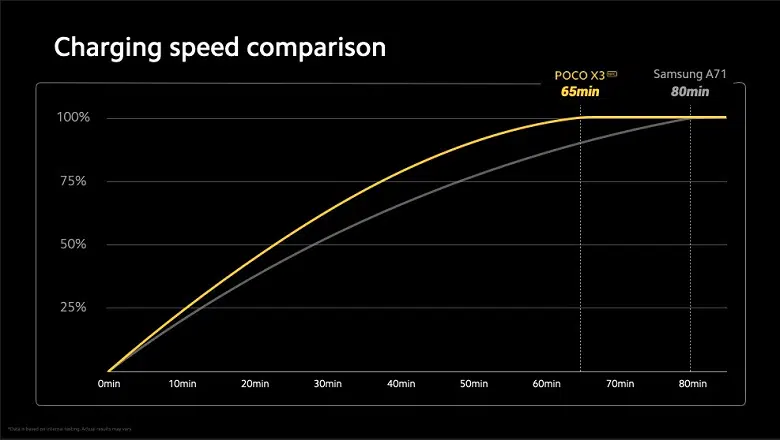 Charging speed comparison
POCO X3 NFC
65min
Samsung A71
80min
100%
75%
50%
25%
0min
10min
20min
30min
40min
50min
60min
70min
80min
*Data is based on internal testing. Actual results may vary.